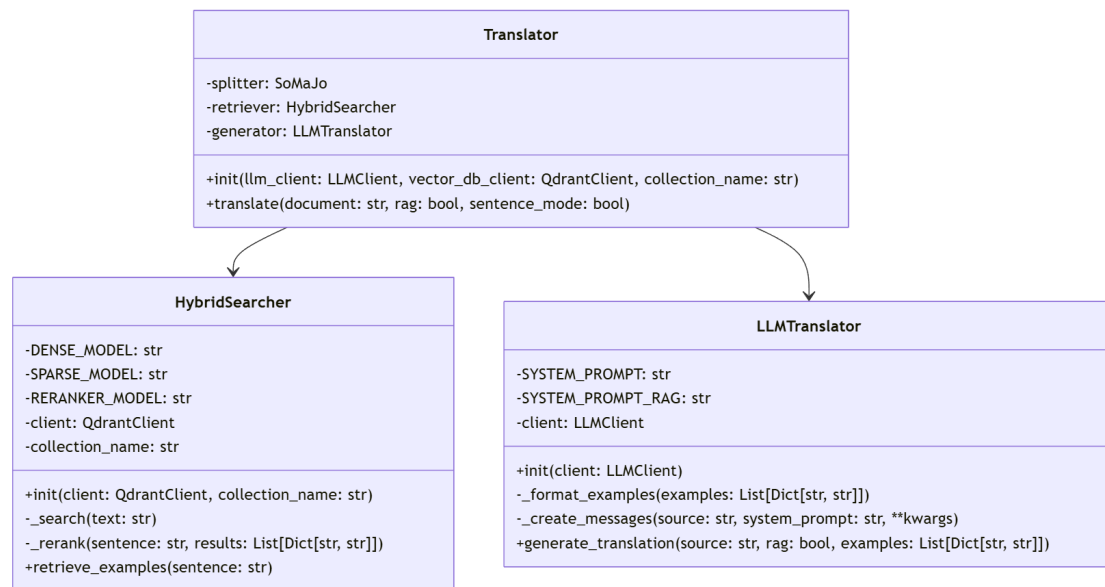 Translator
-splitter: SoMaJo
-retriever: HybridSearcher
-generator: LLMTranslator
+init(llm_client: LLMClient, vector_db_client: QdrantClient, collection_name: str)
+translate(document: str, rag: bool, sentence_mode: bool)
HybridSearcher
-DENSE_MODEL: str
-SPARSE_MODEL: str
-RERANKER_MODEL: str
-client: QdrantClient
-collection_name: str
+init(client: QdrantClient, collection_name: str)
-_search(text: str)
-_rerank(sentence: str, results: List[Dict[str, str]])
+retrieve_examples(sentence: str)
LLMTranslator
-SYSTEM_PROMPT: str
-SYSTEM_PROMPT_RAG: str
-client: LLMClient
+init(client: LLMClient)
-_format_examples(examples: List[Dict[str, str]])
-_create_messages(source: str, system_prompt: str, **kwargs)
+generate_translation(source: str, rag: bool, examples: List[Dict[str, str]])